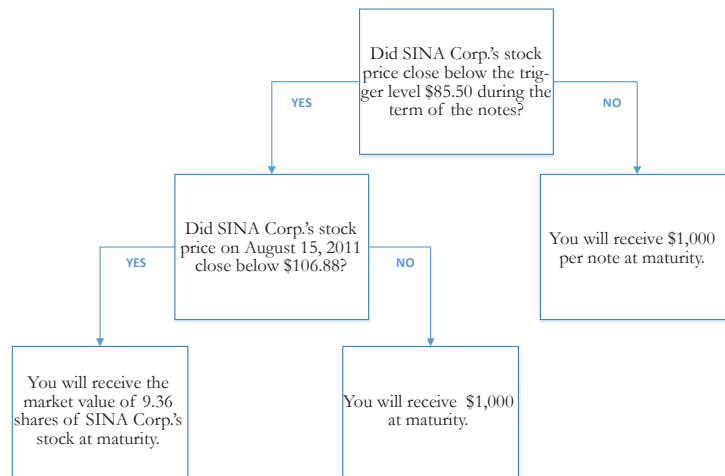 Did SINA Corp.'s stock
price close below the trig-
ger level $85.50 during the
term of the notes?
YES
NO
Did SINA Corp.'s stock
price on August 15, 2011
close below $106.88?
You will receive $1,000
per note at maturity.
YES
NO
You will receive the
market value of 9.36
shares of SINA Corp.'s
stock at maturity.
You will receive $1,000
at maturity.